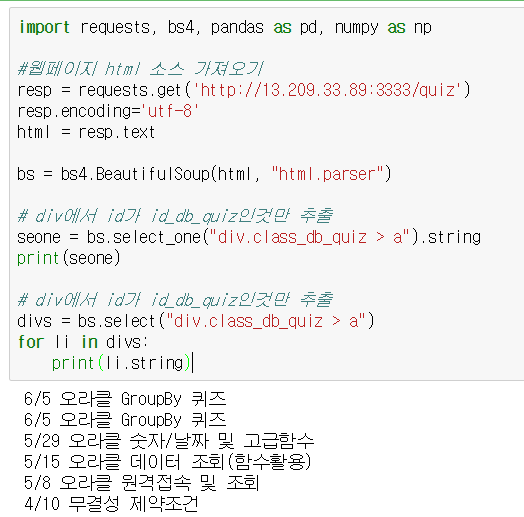 import requests, bs4, pandas as pd, numpy as np
#웹페이지 html 소스 가져오기
resp = requests.get('http://13.209.33.89:3333/quiz')
resp.encoding='utf-8'
html = resp.text
bs = bs4.BeautifulSoup(html, "html.parser")
# div에서 id가 id_db_quiz인것만 추출
seone = bs.select_one("div.class_db_quiz > a").string
print(seone)
# div에서 id가 id_db_quiz인것만 추출
divs = bs.select("div.class_db_quiz > a")
for li in divs:
    print(li.string)
6/5 오라클 GroupBy 퀴즈
6/5 오라클 GroupBy 퀴즈
5/29 오라클 숫자/날짜 및 고급함수
5/15 오라클 데이터 조회(함수활용)
5/8 오라클 원격접속 및 조회
4/10 무결성 제약조건